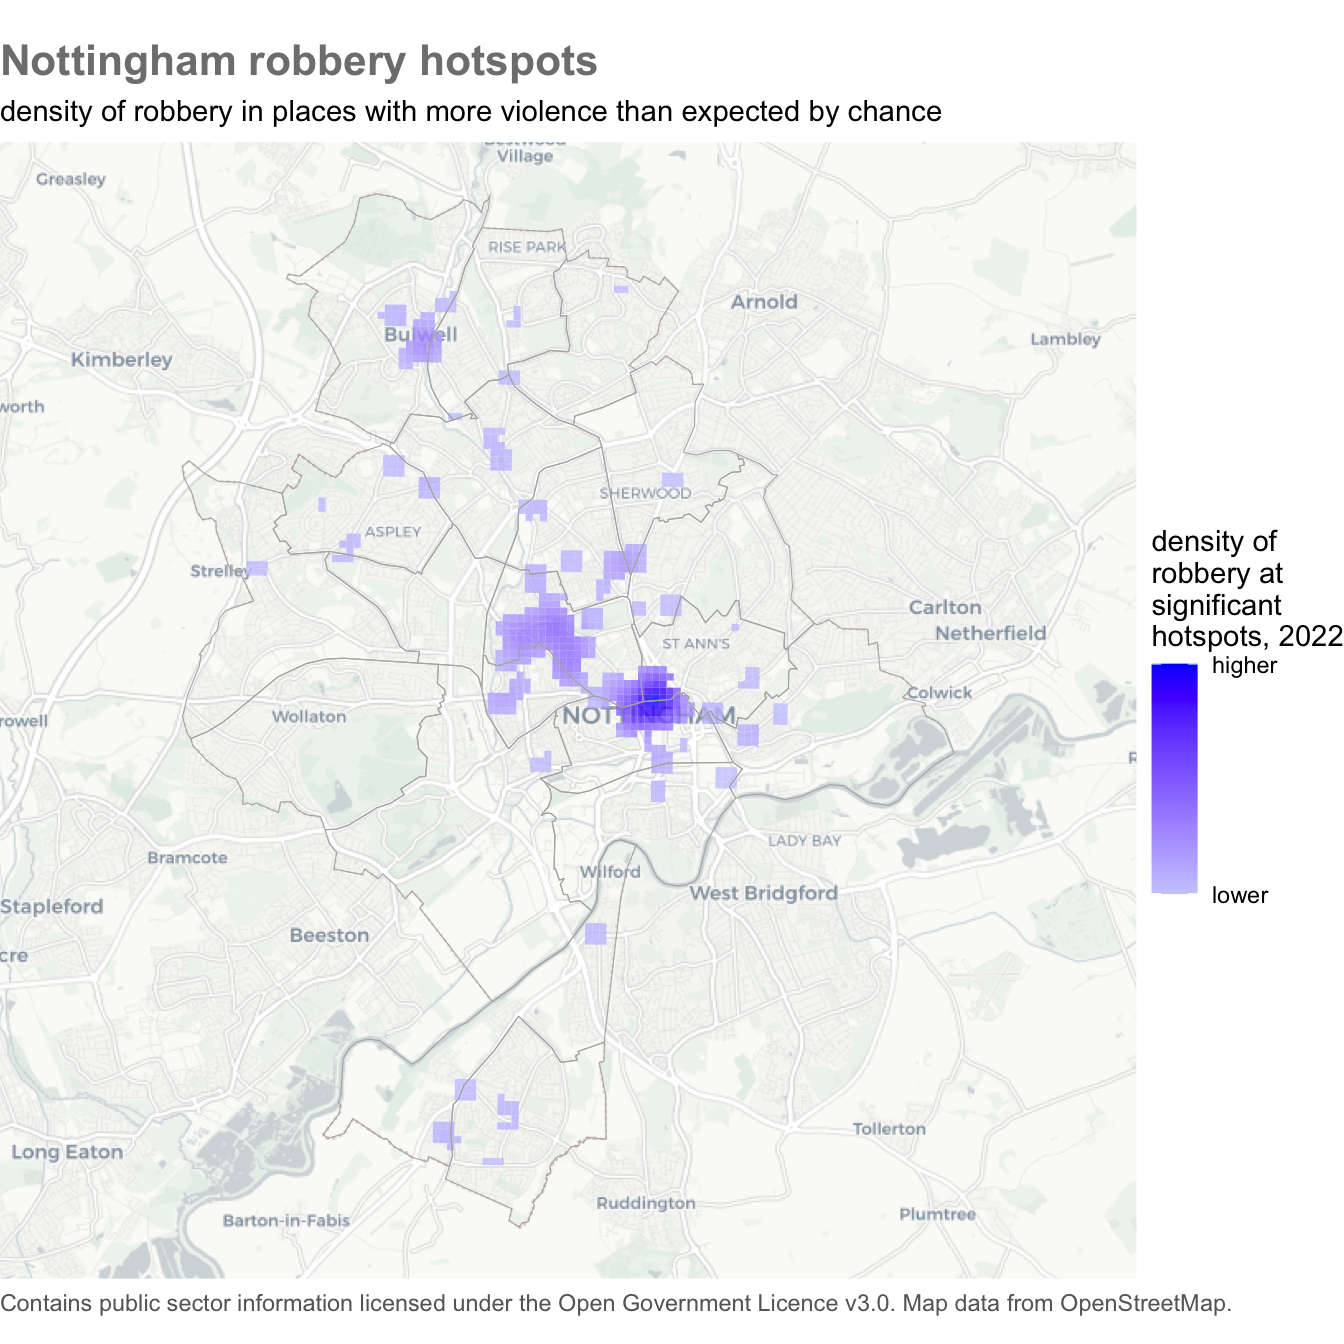 Nottingham robbery hotspots
density of robbery in places with more violence than expected by chance
Village
Greasley
RISE PARK
Arnold
Bulwell
Lambley
Kimberley
worth
SHERWOOD
ASPLEY
Strelley
density of
robbery at
significant
hotspots, 2022
higher
lower
Carlton
Netherfield
ST ANN'S
Colwick
rowell
Wollaton
NOTTINGHAM
LADY BAY
Bramcote
Wilford
West Bridgford
Stapleford
Beeston
cre
Tollerton
Long Eaton
Ruddington
Plumtree
Barton-in-Fabis
Contains public sector information licensed under the Open Government Licence v3.0. Map data from OpenStreetMap.